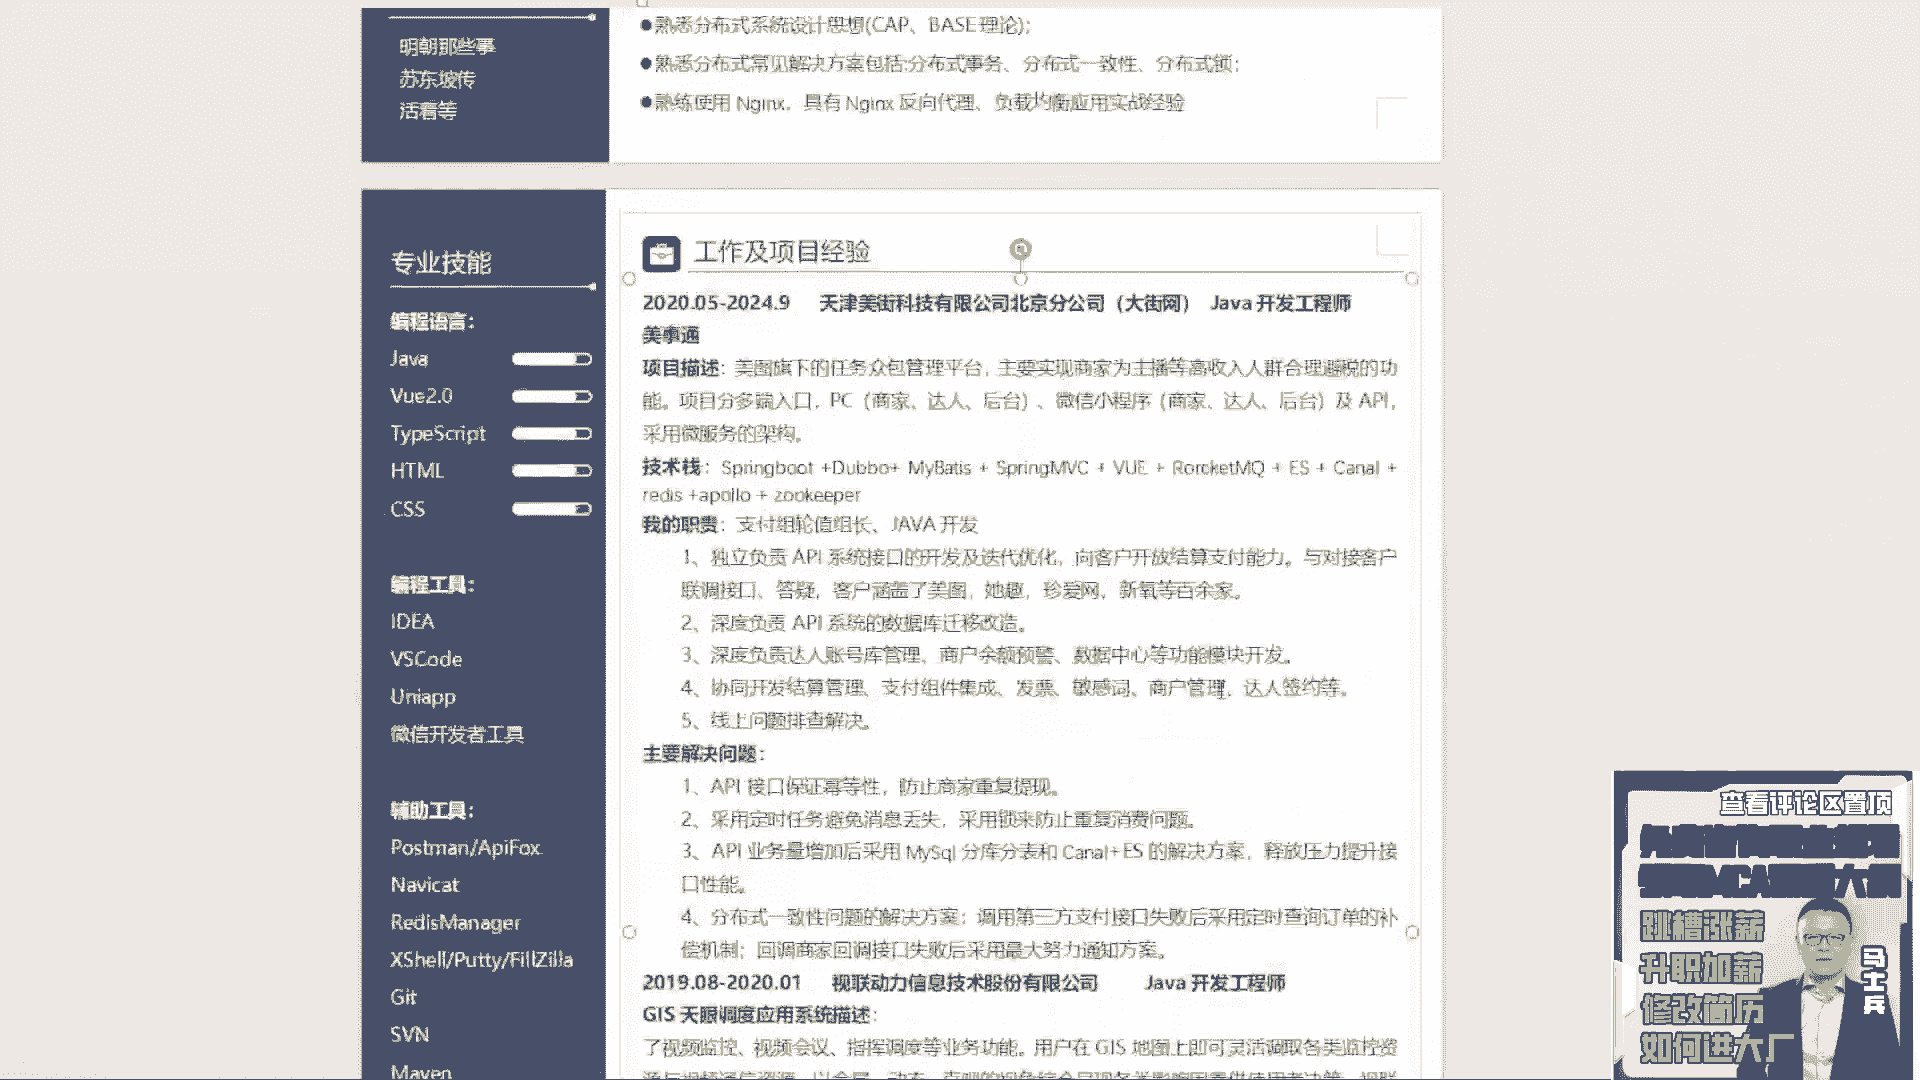 明朝那些事
苏东坡传
活着等
●熟悉分布式系统设计思想(CAP、BASE理论);
●熟悉分布式常见解决方案包括:分布式事务、分布式一致性、分布式锁;
●熟练使用 Nginx，具有 Nginx 反向代理、负载均衡应用实战经验
专业技能
编程语言：
Java
Vue2.0
TypeScript
HTML
CSS
编程工具：
IDEA
VSCode
Uniapp
微信开发者工具
辅助工具：
Postman/ApiFox
Navicat
RedisManager
XShell/Putty/FillZilla
Git
SVN
Maven
工作及项目经验
2020.05-2024.9 天津美街科技有限公司北京分公司（大街网） Java 开发工程师
美事通
项目描述：美图旗下的任务众包管理平台，主要实现商家为主播等高收入人群合理避税的功
能。项目分多端入口，PC（商家、达人、后台）、微信小程序（商家、达人、后台）及 API，
采用微服务的架构。
技术栈：Springboot +Dubbo+ MyBatis + SpringMVC + VUE + RorcketMQ + ES + Canal +
redis +apollo + zookeeper
我的职责：支付组轮值组长、JAVA 开发
1、独立负责 API 系统接口的开发及迭代优化，向客户开放结算支付能力。与对接客户
联调接口、答疑，客户涵盖了美图，她趣，珍爱网，新氧等百余家。
2、深度负责 API 系统的数据库迁移改造。
3、深度负责达人账号库管理、商户余额预警、数据中心等功能模块开发。
4、协同开发结算管理、支付组件集成、发票、敏感词、商户管理、达人签约等。
5、线上问题排查解决。
主要解决问题：
1、API 接口保证幂等性，防止商家重复提现。
2、采用定时任务避免消息丢失，采用锁来防止重复消费问题。
3、API 业务量增加后采用 MySql 分库分表和 Canal+ ES 的解决方案，释放压力提升接
口性能。
4、分布式一致性问题的解决方案：调用第三方支付接口失败后采用定时查询订单的补
偿机制；回调商家回调接口失败后采用最大努力通知方案。
2019.08-2020.01 视联动力信息技术股份有限公司 Java 开发工程师
GIS 天眼调度应用系统描述：
了视频监控、视频会议、指挥调度等业务功能。用户在 GIS 地图上即可灵活调取各类监控资
查看评论区置顶
跳槽涨薪
升职加薪
修改简历
如何进大厂
马士兵